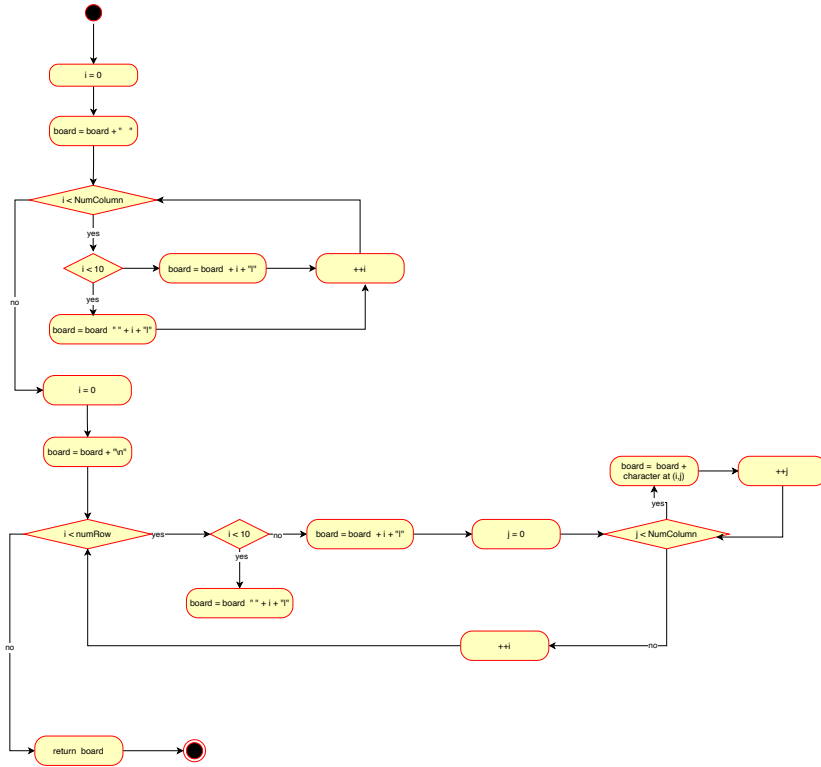 i = 0
board = board + "   "
i < NumColumn
yes
i < 10
board = board  + i + "l"
++i
yes
no
board = board  " " + i + "l"
i = 0
board = board + "\n"
board =  board +
character at (i,j)
++j
yes
i < numRow
yes
i < 10
no
board = board  + i + "l"
j = 0
j < NumColumn
yes
board = board  " " + i + "l"
++i
no
no
return  board